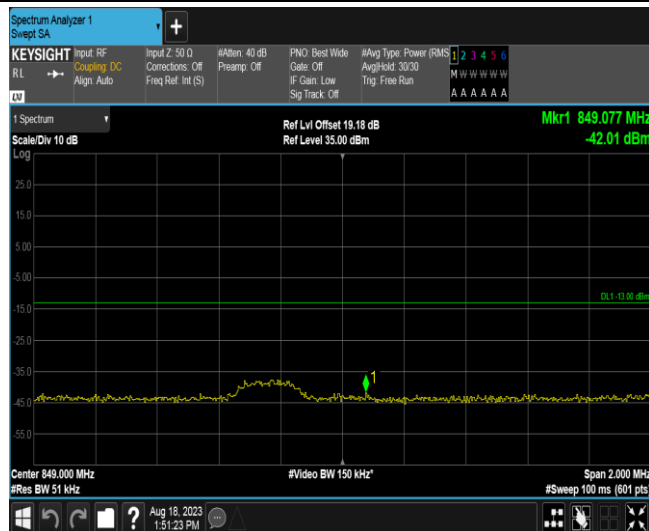 Spectrum Analyzer 1
Swept SA
+
KEYSIGHT
RL
LXI
Input: RF
Coupling: DC
Align: Auto
Input Z: 50 Ω
Corrections: Off
Freq Ref: Int (S)
#Atten: 40 dB
Preamp: Off
PNO: Best Wide
Gate: Off
IF Gain: Low
Sig Track: Off
#Avg Type: Power (RMS
Avg|Hold: 30/30
Trig: Free Run
1 2 3 4 5 6
M W W W W W
A A A A A A
1 Spectrum
Scale/Div 10 dB
Ref Lvl Offset 19.18 dB
Ref Level 35.00 dBm
Mkr1 849.077 MHz
-42.01 dBm
Log
25.0
15.0
5.00
-5.00
DL1 -13.00 dBm
-15.0
-25.0
-35.0
1
-45.0
-55.0
Center 849.000 MHz
#Video BW 150 kHz*
Span 2.000 MHz
#Res BW 51 kHz
#Sweep 100 ms (601 pts)
?
Aug 18, 2023
1:51:23 PM